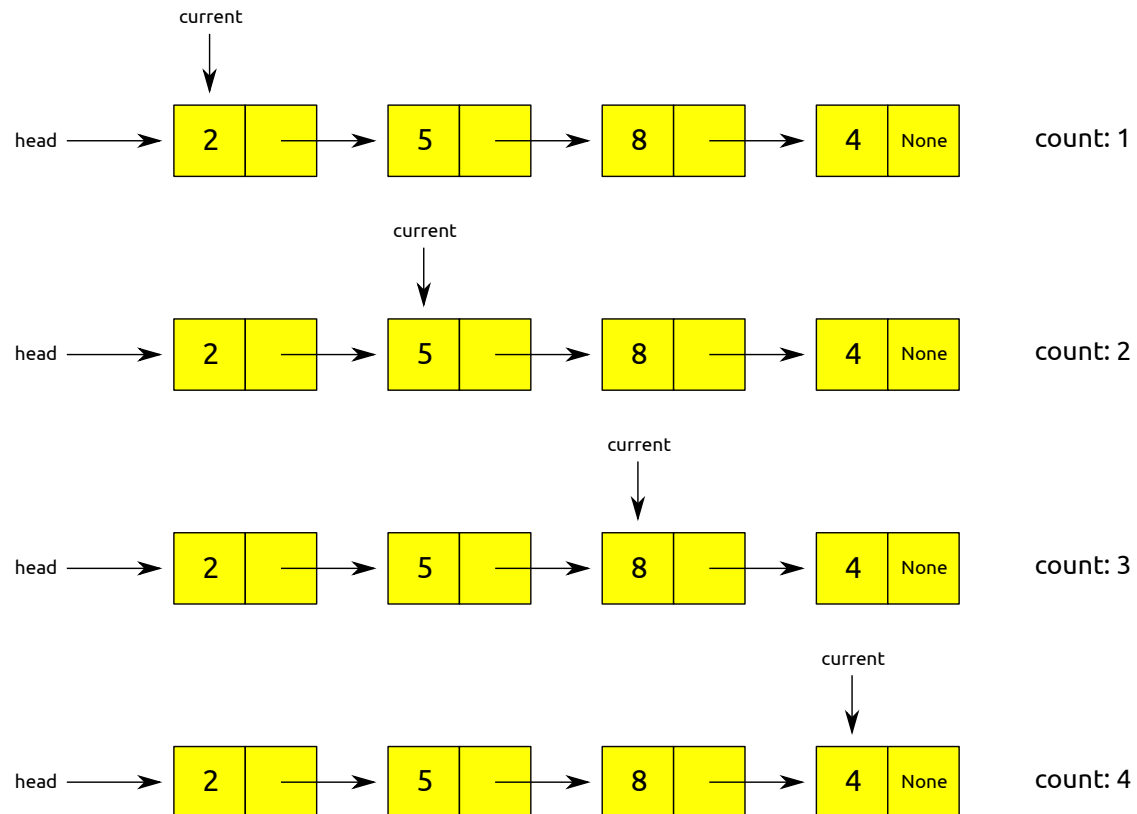 current
head 2 5 8 4 None count: 1
current
head 2 5 8 4 None count: 2
current
head 2 5 8 4 None count: 3
current
head 2 5 8 4 None count: 4